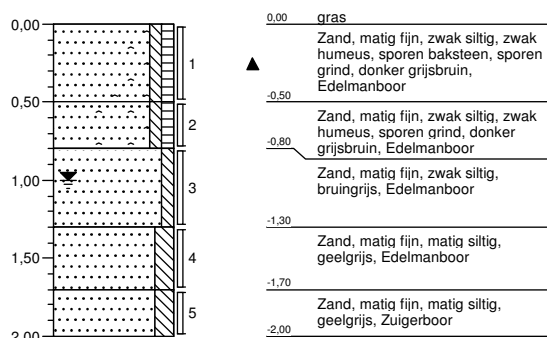 0,00
0,50
1,00
1,50
2,00
1
2
3
4
5
0,00 gras
Zand, matig fijn, zwak siltig, zwak
humeus, sporen baksteen, sporen
grind, donker grijsbruin,
Edelmanboor
-0,50
Zand, matig fijn, zwak siltig, zwak
humeus, sporen grind, donker
grijsbruin, Edelmanboor
-0,80
Zand, matig fijn, zwak siltig,
bruingrijs, Edelmanboor
-1,30
Zand, matig fijn, matig siltig,
geelgrijs, Edelmanboor
-1,70
Zand, matig fijn, matig siltig,
geelgrijs, Zuigerboor
-2,00